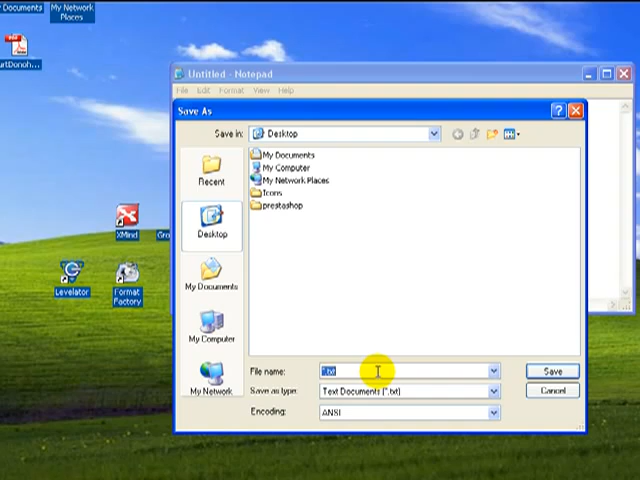 y Documents
My Network
Places
urtDonoh...
Untitled - Notepad
File Edit Format View Help
Save As
Save in: Desktop
My Documents
My Computer
My Network Places
Icons
prestashop
Recent
Desktop
My Documents
My Computer
My Network
XMind
Gro
Levelator
Format
Factory
File name: *.txt
Save
Save as type: Text Documents (*.txt)
Cancel
Encoding: ANSI